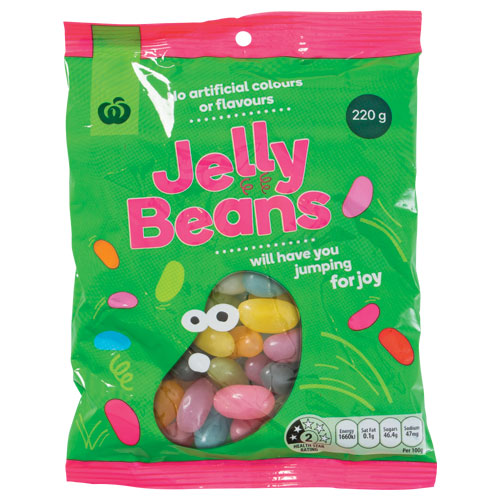 No artificial colours
or flavours
220 g
Jelly
Beans
will have you
jumping
for joy
2
HEALTH STAR
RATING
Energy
1660kJ
Sat Fat
0.1g
Sugars
46.4g
Sodium
47mg
Per 100g